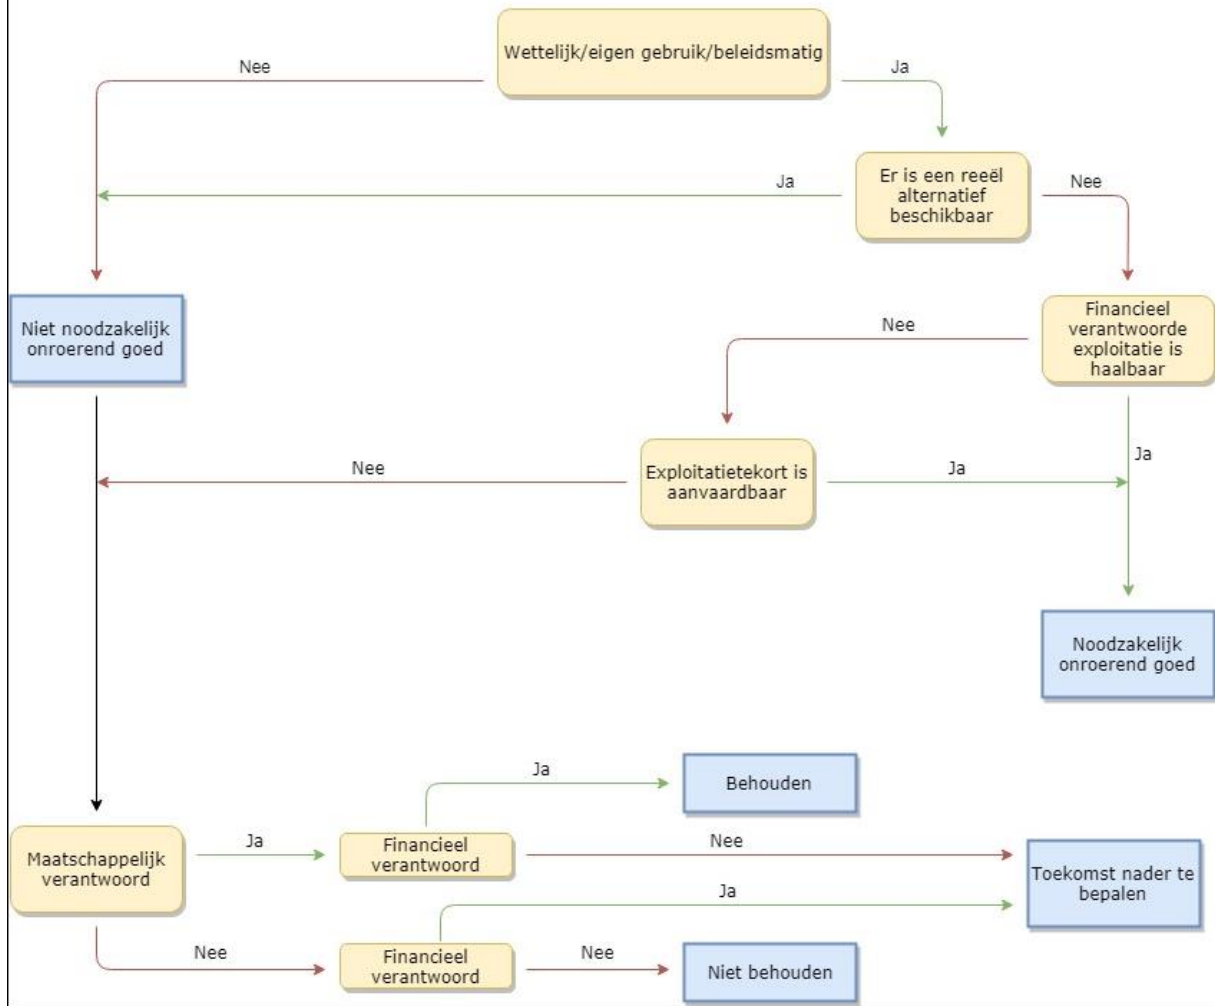 Wettelijk/eigen gebruik/beleidsmatig
Nee
Ja
Er is een reeël
alternatief
beschikbaar
Ja
Nee
Niet noodzakelijk
onroerend goed
Financieel
verantwoorde
exploitatie is
haalbaar
Nee
Ja
Exploitatietekort is
aanvaardbaar
Nee
Ja
Noodzakelijk
onroerend goed
Behouden
Ja
Maatschappelijk
verantwoord
Ja
Financieel
verantwoord
Nee
Toekomst nader te
bepalen
Ja
Nee
Financieel
verantwoord
Nee
Niet behouden